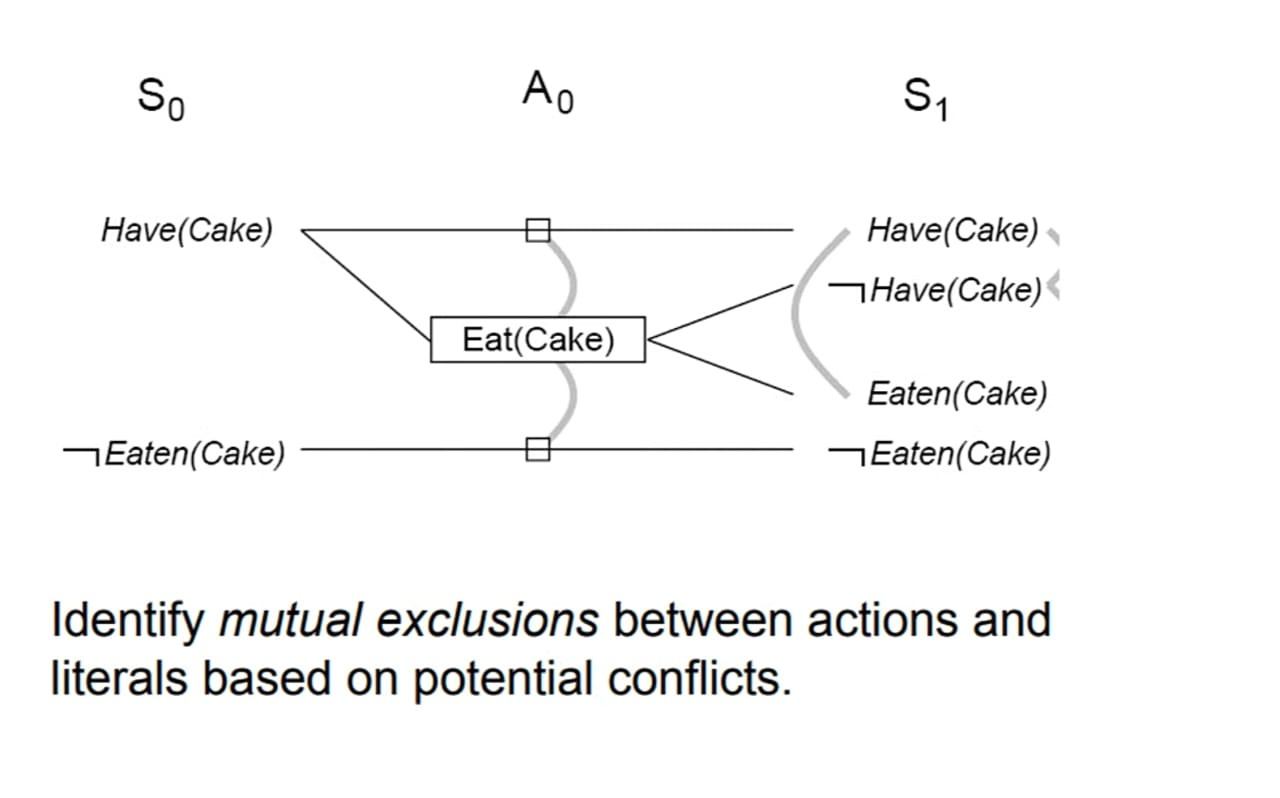 S₀ A₀ S₁
Have(Cake) Have(Cake)
¬Have(Cake)
Eat(Cake)
Eaten(Cake)
¬Eaten(Cake) ¬Eaten(Cake)
Identify mutual exclusions between actions and
literals based on potential conflicts.